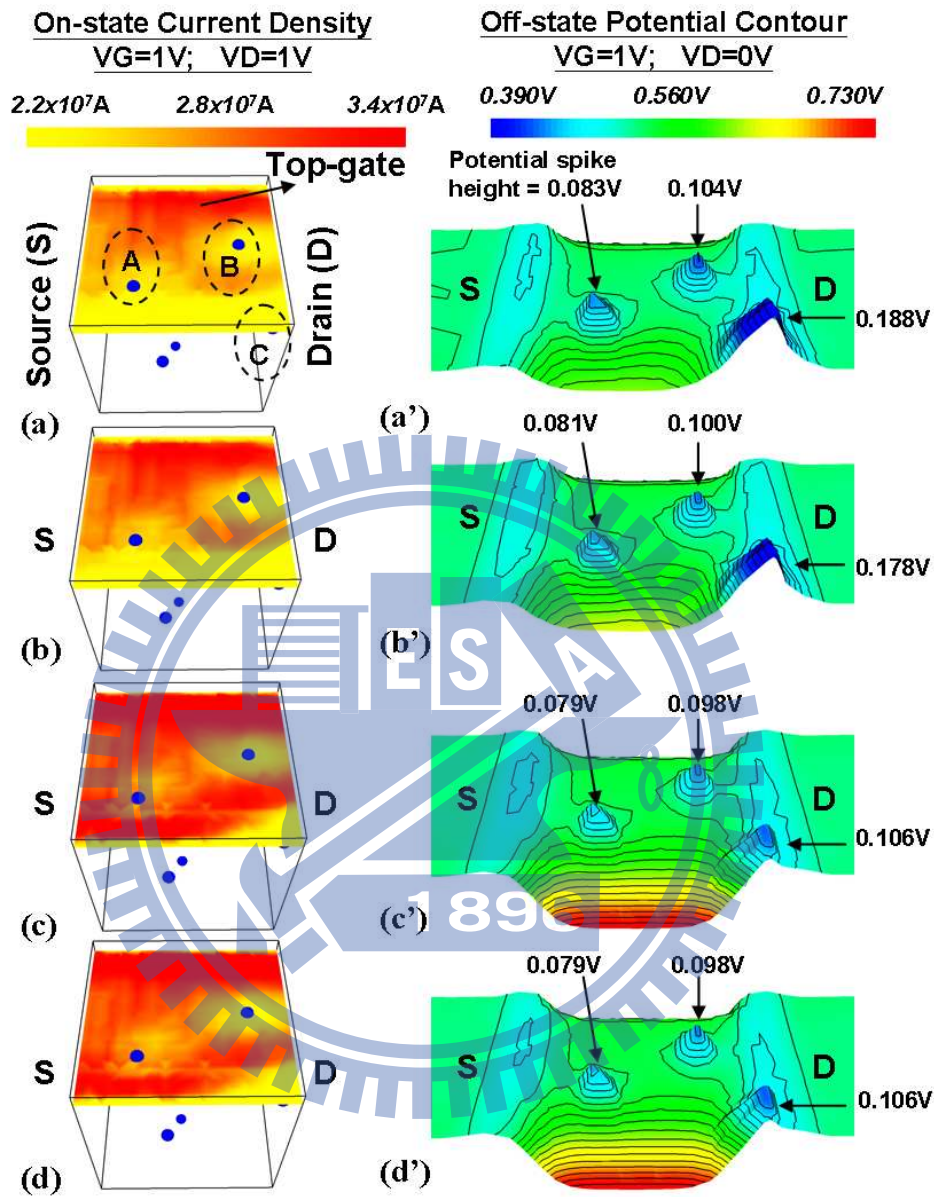 On-state Current Density
VG=1V; VD=1V
2.2x10⁷A 2.8x10⁷A 3.4x10⁷A
Off-state Potential Contour
VG=1V; VD=0V
0.390V 0.560V 0.730V
Top-gate
Source (S)
A
B
C
Drain (D)
(a)
Potential spike
height = 0.083V 0.104V
S
D
0.188V
(a')
S
D
(b)
0.081V 0.100V
S
D
0.178V
(b')
S
D
(c)
0.079V 0.098V
S
D
0.106V
(c')
S
D
(d)
0.079V 0.098V
S
D
0.106V
(d')
ESA
1896